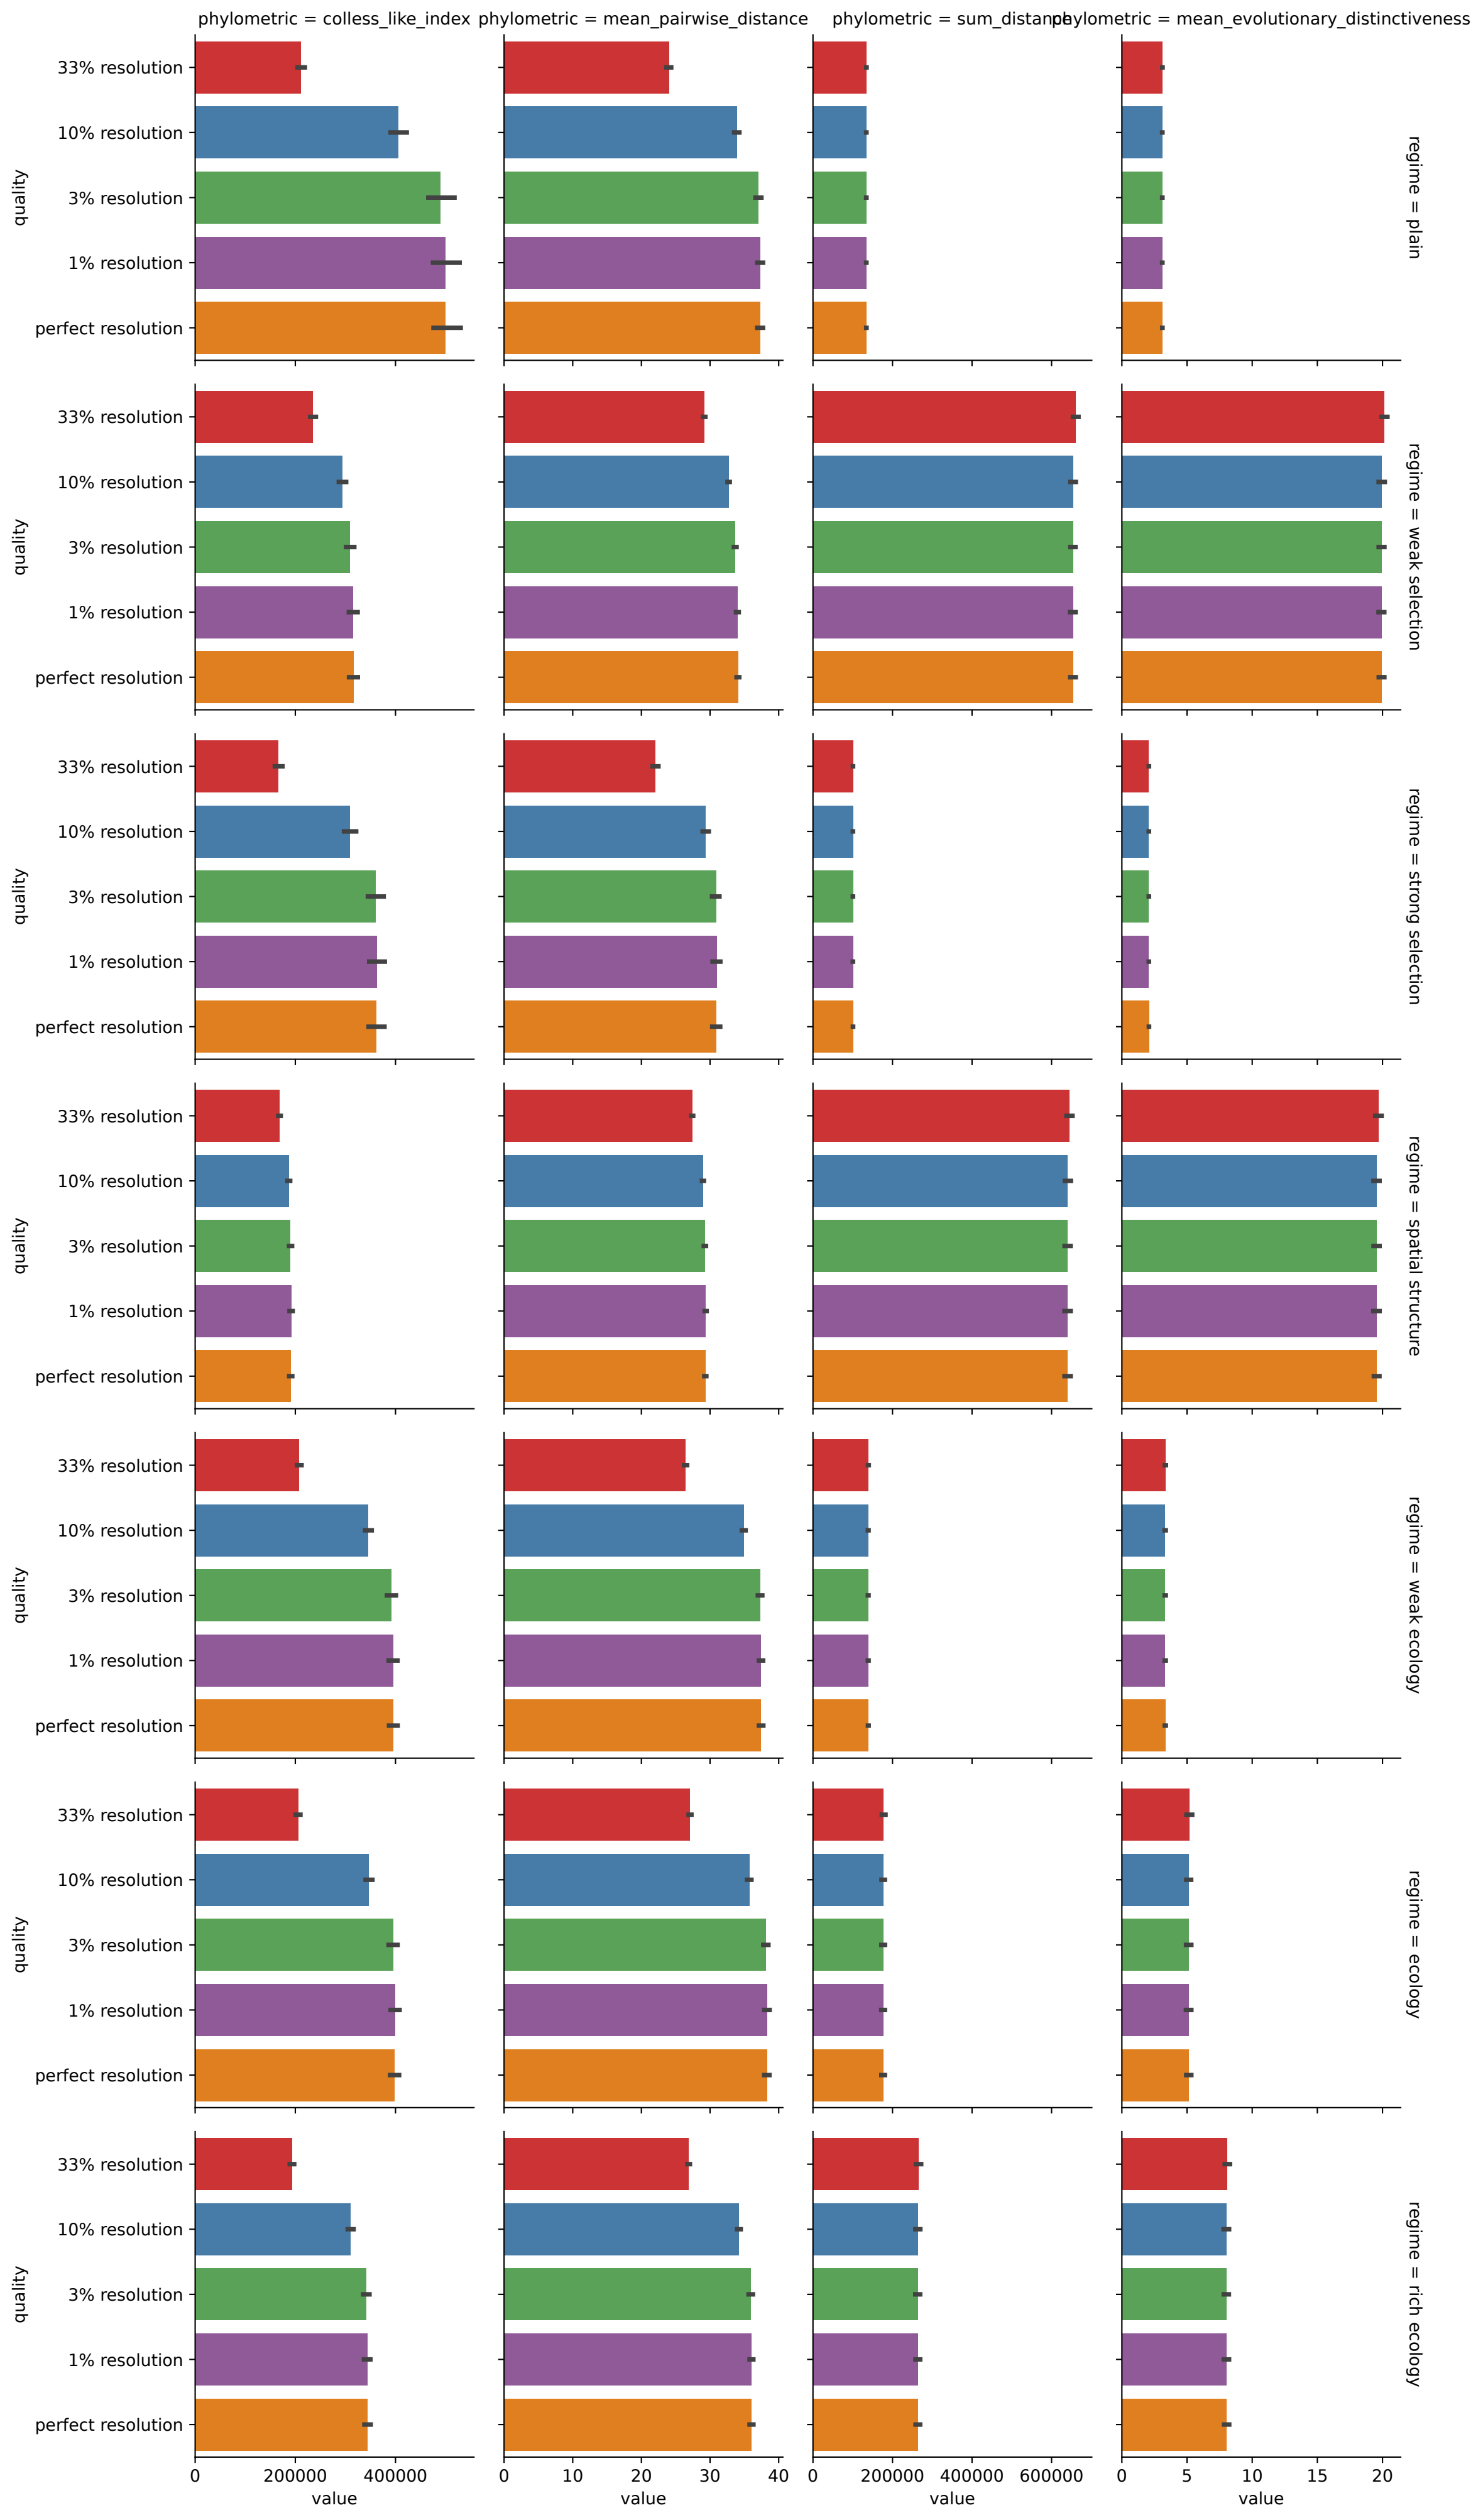 phylometric = colless_like_index
phylometric = mean_pairwise_distance
phylometric = sum_distance
phylometric = mean_evolutionary_distinctiveness
quality
33% resolution
10% resolution
3% resolution
1% resolution
perfect resolution
regime = plain
quality
33% resolution
10% resolution
3% resolution
1% resolution
perfect resolution
regime = weak selection
quality
33% resolution
10% resolution
3% resolution
1% resolution
perfect resolution
regime = strong selection
quality
33% resolution
10% resolution
3% resolution
1% resolution
perfect resolution
regime = spatial structure
quality
33% resolution
10% resolution
3% resolution
1% resolution
perfect resolution
regime = weak ecology
quality
33% resolution
10% resolution
3% resolution
1% resolution
perfect resolution
regime = ecology
quality
33% resolution
10% resolution
3% resolution
1% resolution
perfect resolution
regime = rich ecology
0 200000 400000
0 10 20 30 40
0 200000 400000 600000
0 5 10 15 20
value
value
value
value